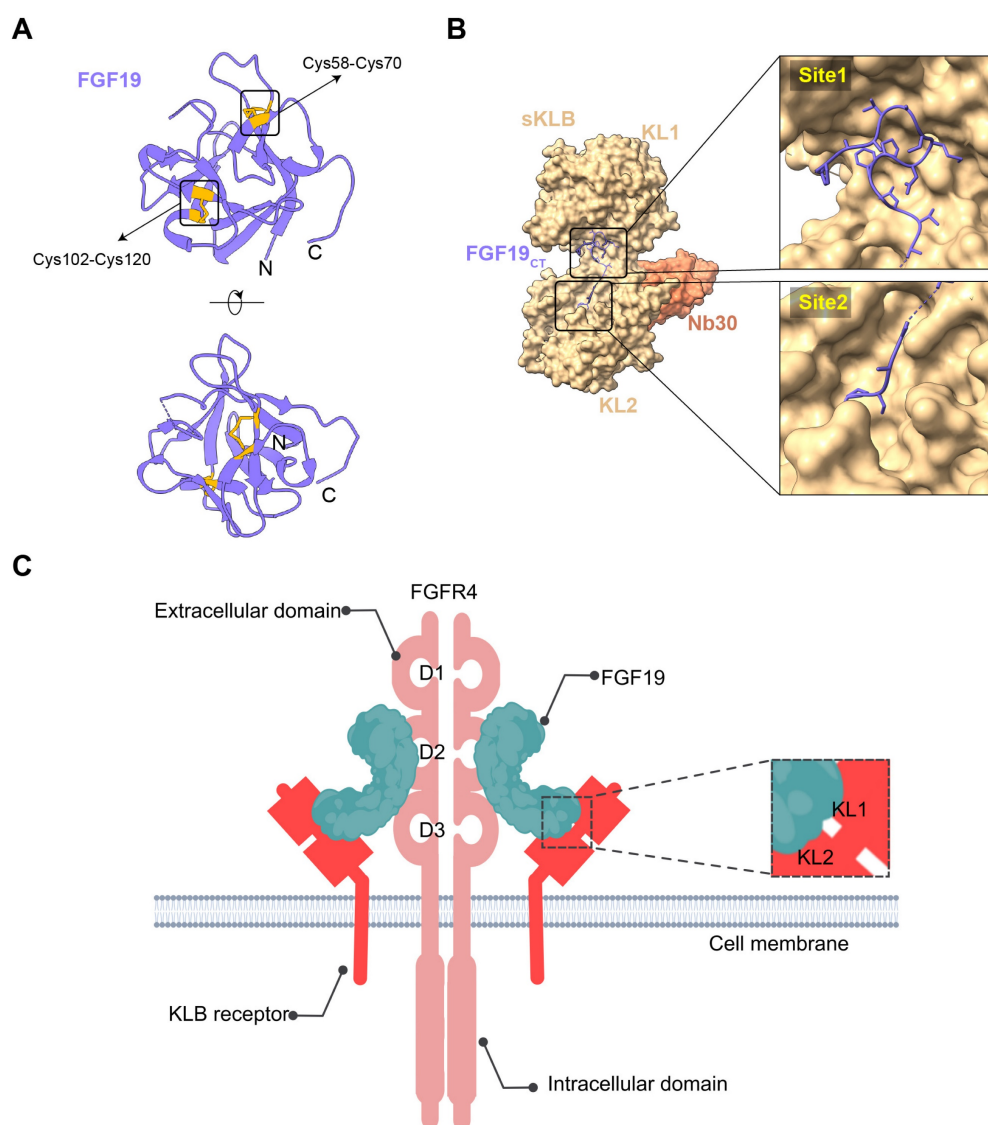 A
FGF19
Cys58-Cys70
Cys102-Cys120
N
C
N
C
B
sKLB
KL1
FGF19CT
Nb30
KL2
Site1
Site2
C
FGFR4
Extracellular domain
D1
FGF19
D2
D3
KL1
KL2
Cell membrane
KLB receptor
Intracellular domain